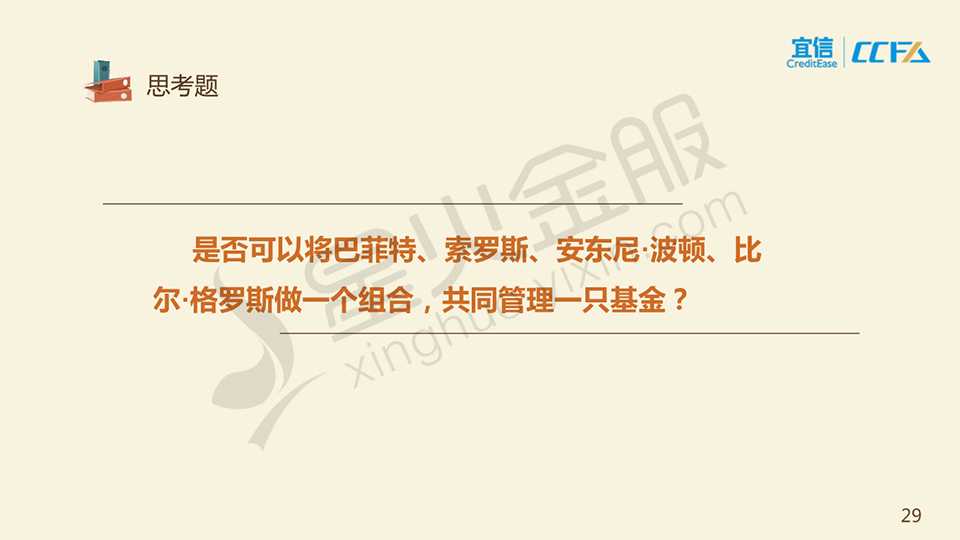 宜信
CreditEase
CCFA
思考题
星火金服
xinghuoyixin.com
是否可以将巴菲特、索罗斯、安东尼·波顿、比
尔·格罗斯做一个组合，共同管理一只基金？
29